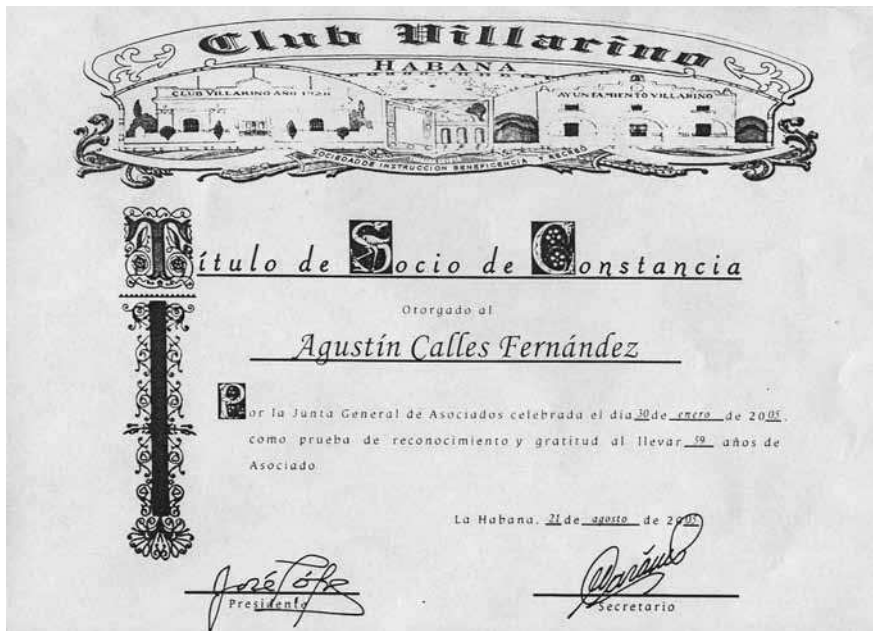 Club Villarino
HABANA
CLUB VILLARINO AÑO 1928
AYUNTAMIENTO VILLARINO
SOCIEDAD DE INSTRUCCION BENEFICENCIA Y RECREO
Título de Socio de Constancia
Otorgado al
Agustín Calles Fernández
Por la Junta General de Asociados celebrada el día 30 de enero de 2005,
como prueba de reconocimiento y gratitud al llevar 59 años de
Asociado
La Habana, 21 de agosto de 2005
José
Presidente
Secretario